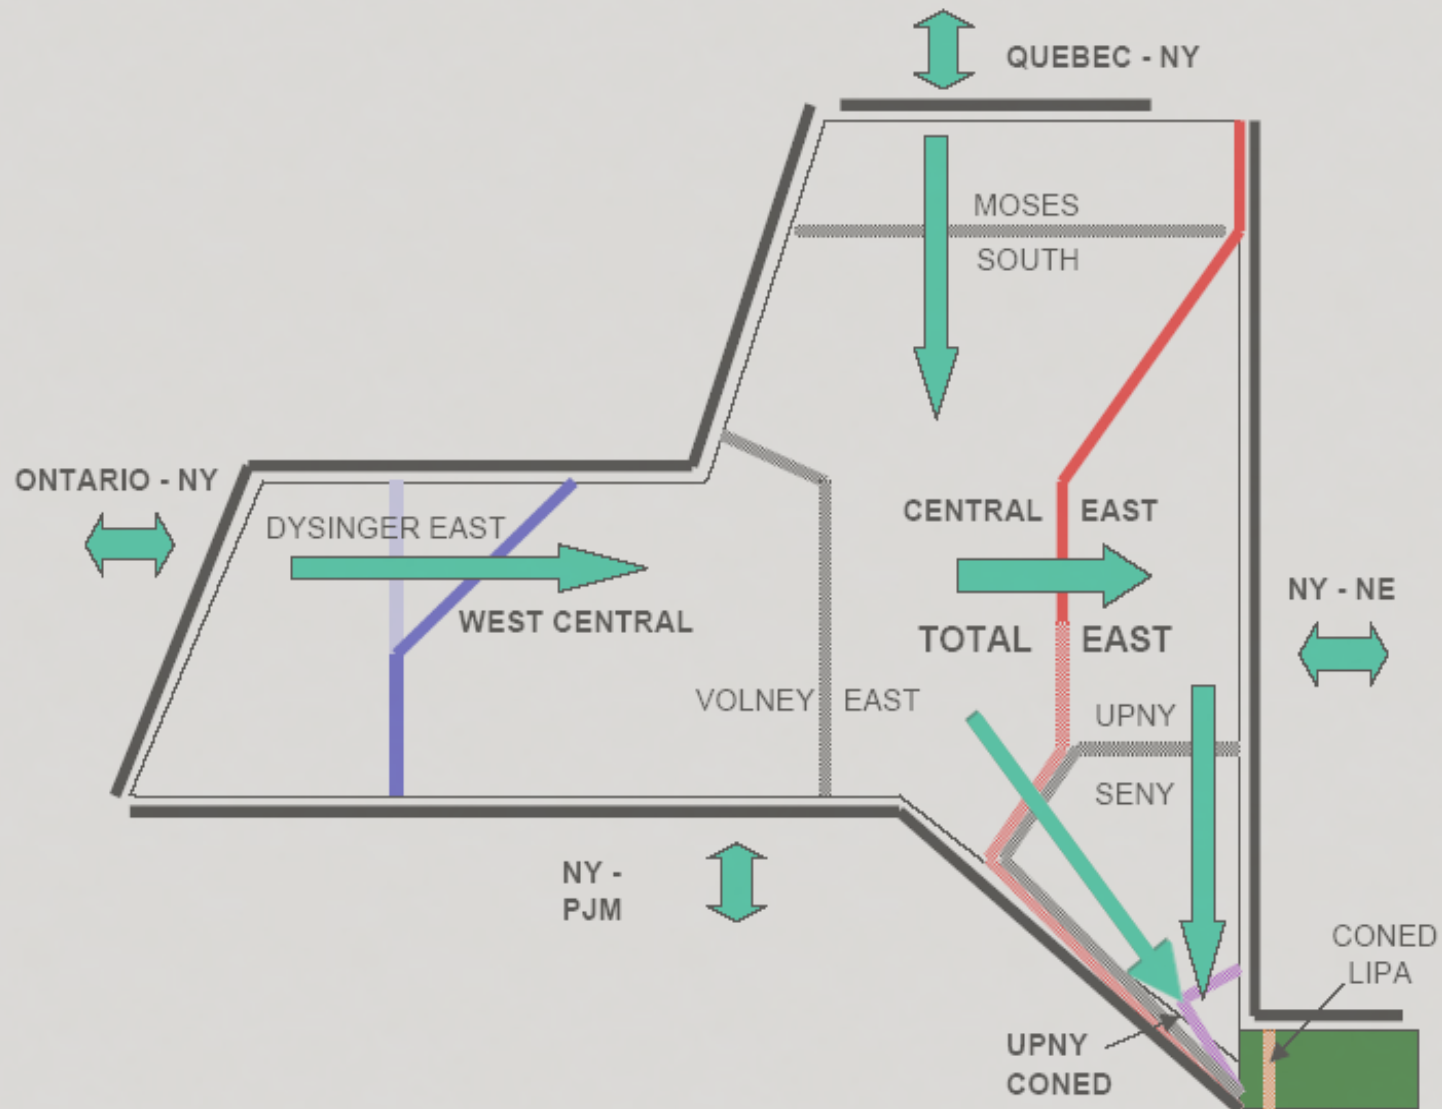 QUEBEC - NY
MOSES
SOUTH
ONTARIO - NY
DYSINGER EAST
CENTRAL EAST
NY - NE
WEST CENTRAL
TOTAL EAST
VOLNEY EAST
UPNY
SENY
NY -
PJM
CONED
LIPA
UPNY
CONED